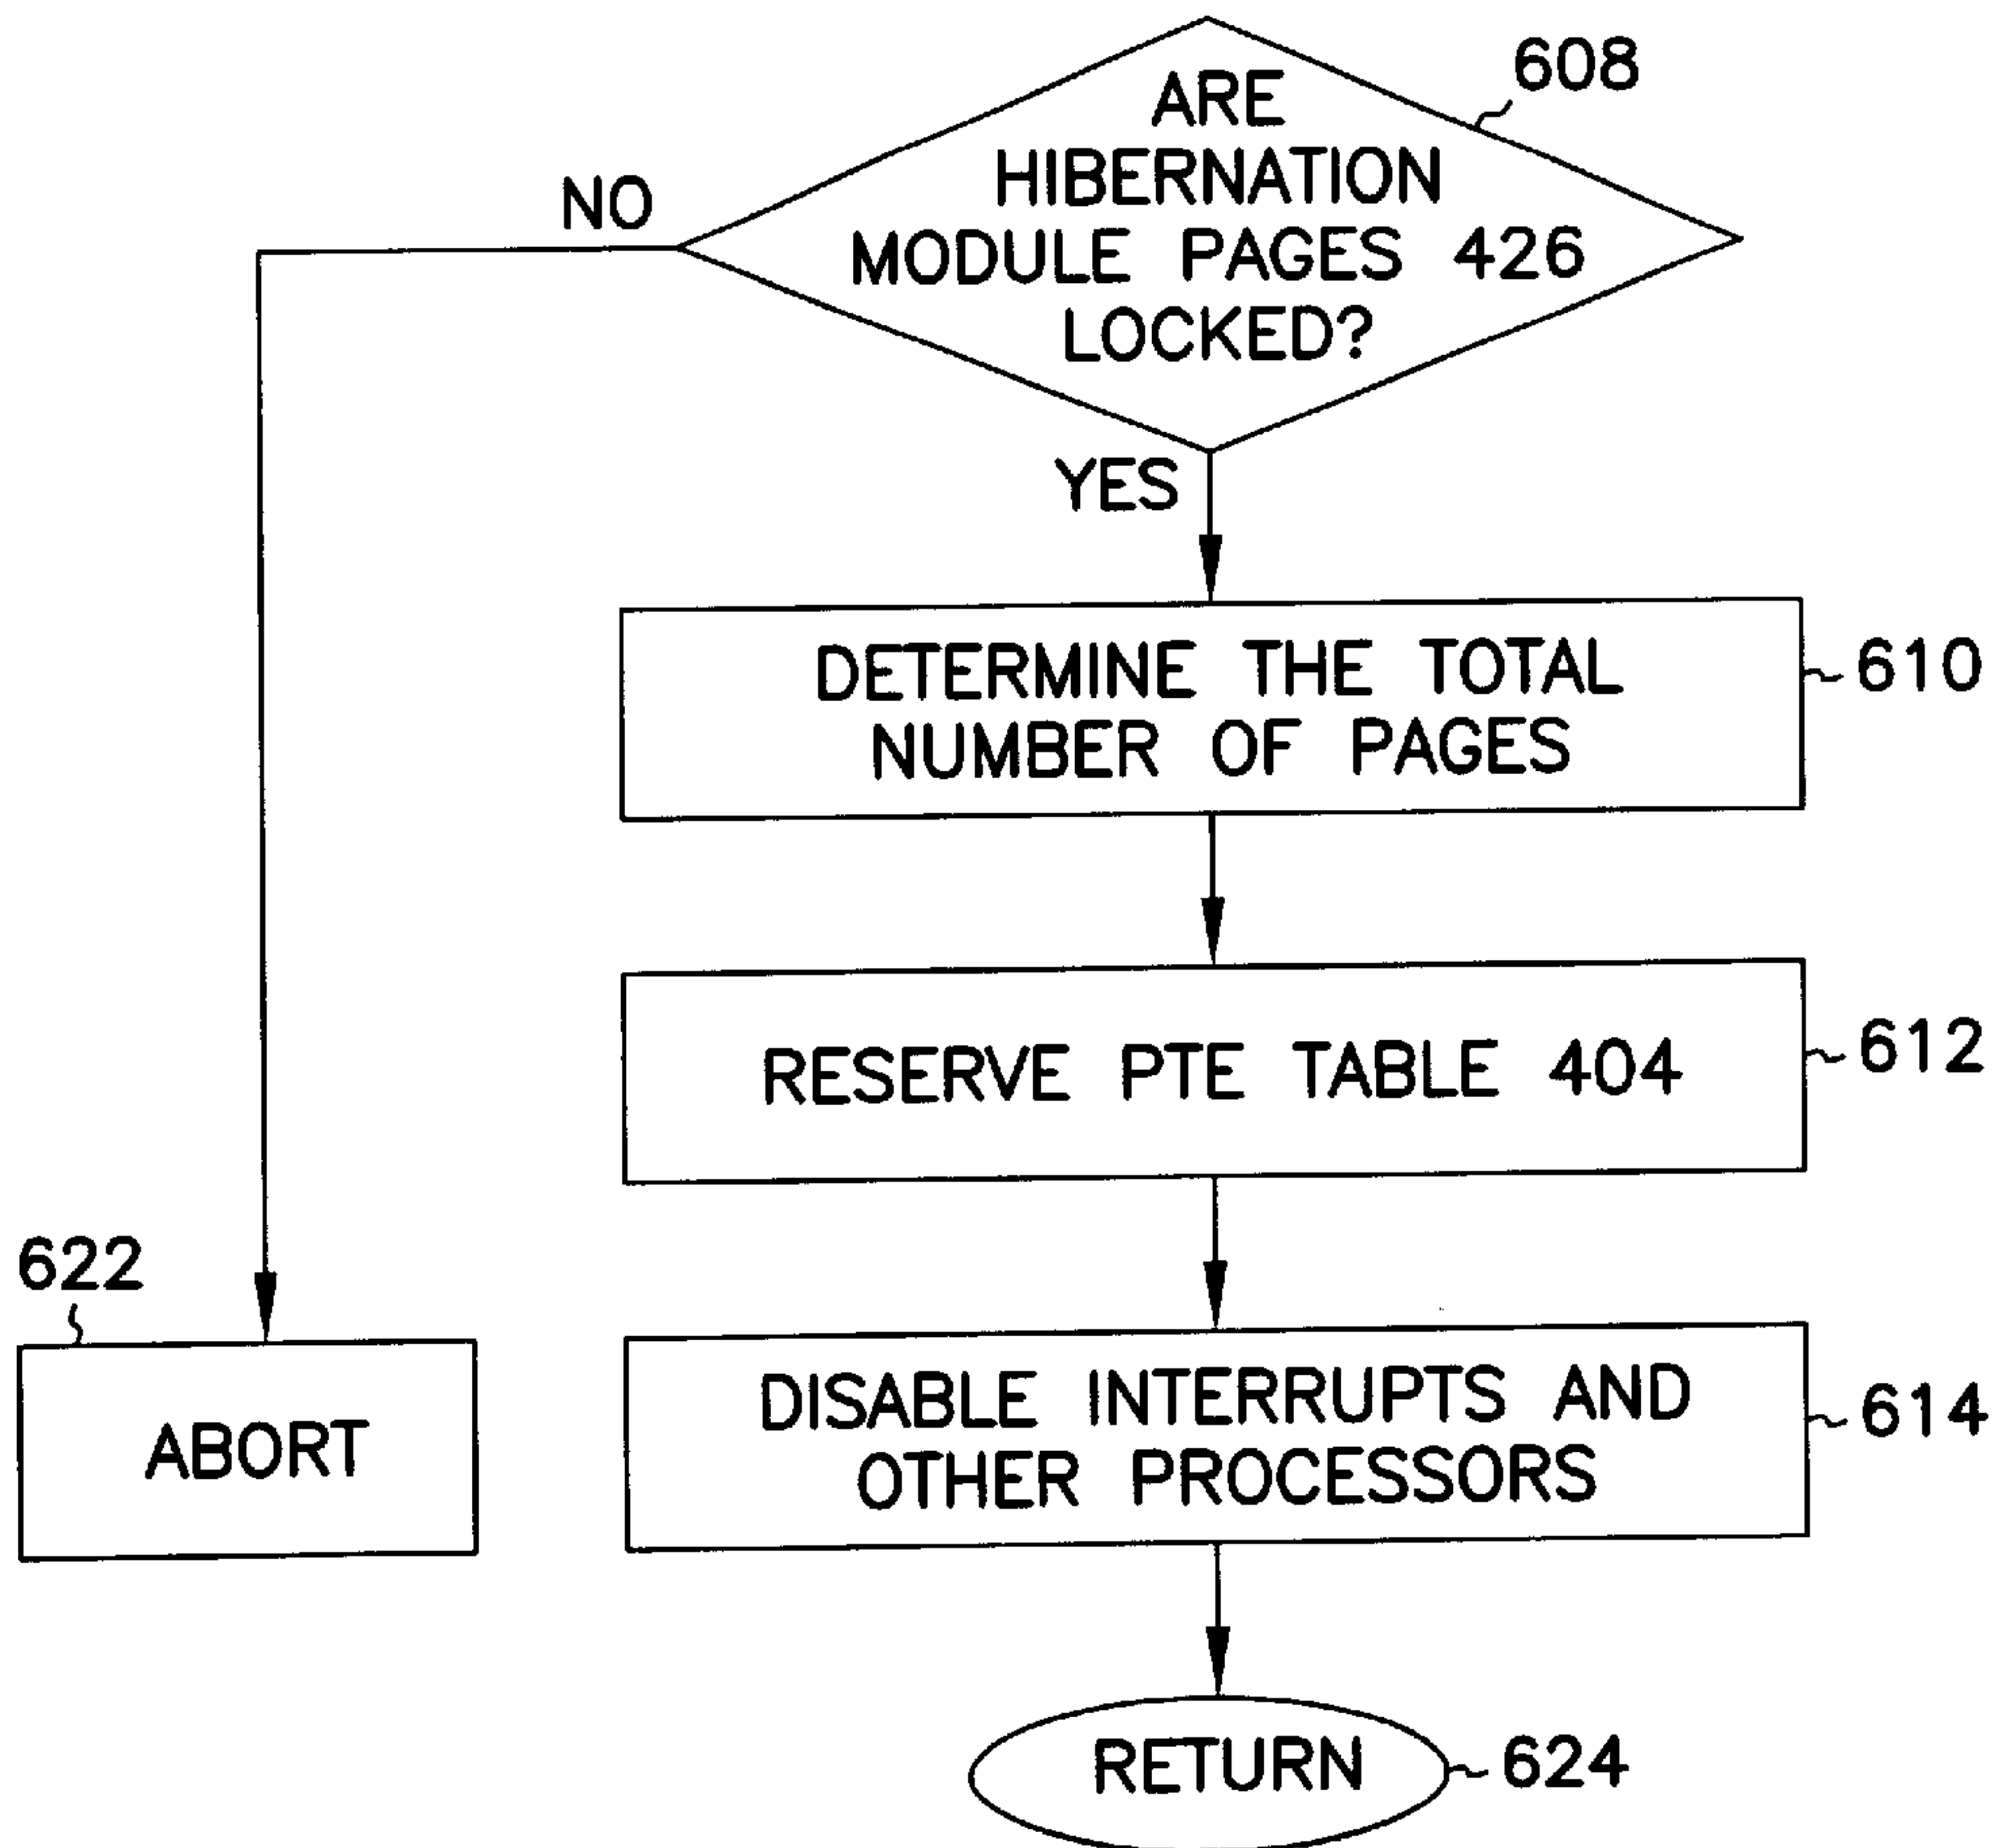 ARE
608
HIBERNATION
NO
MODULE PAGES 426
LOCKED?
YES
DETERMINE THE TOTAL
NUMBER OF PAGES
610
RESERVE PTE TABLE 404
612
622
ABORT
DISABLE INTERRUPTS AND
OTHER PROCESSORS
614
RETURN
624